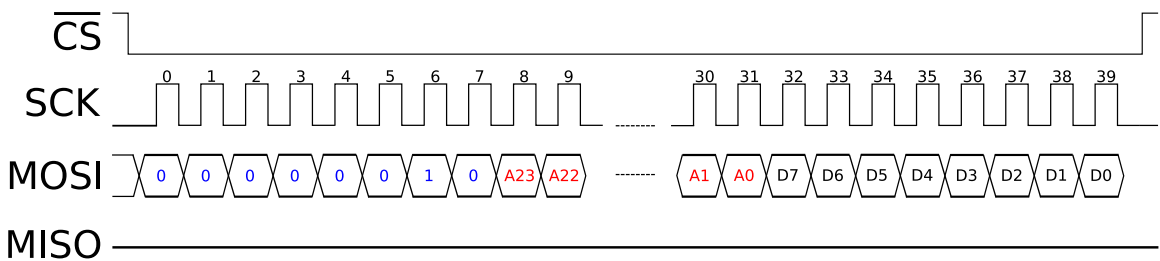 CS
0 1 2 3 4 5 6 7 8 9 30 31 32 33 34 35 36 37 38 39
SCK
MOSI 0 0 0 0 0 0 1 0 A23 A22 A1 A0 D7 D6 D5 D4 D3 D2 D1 D0
MISO